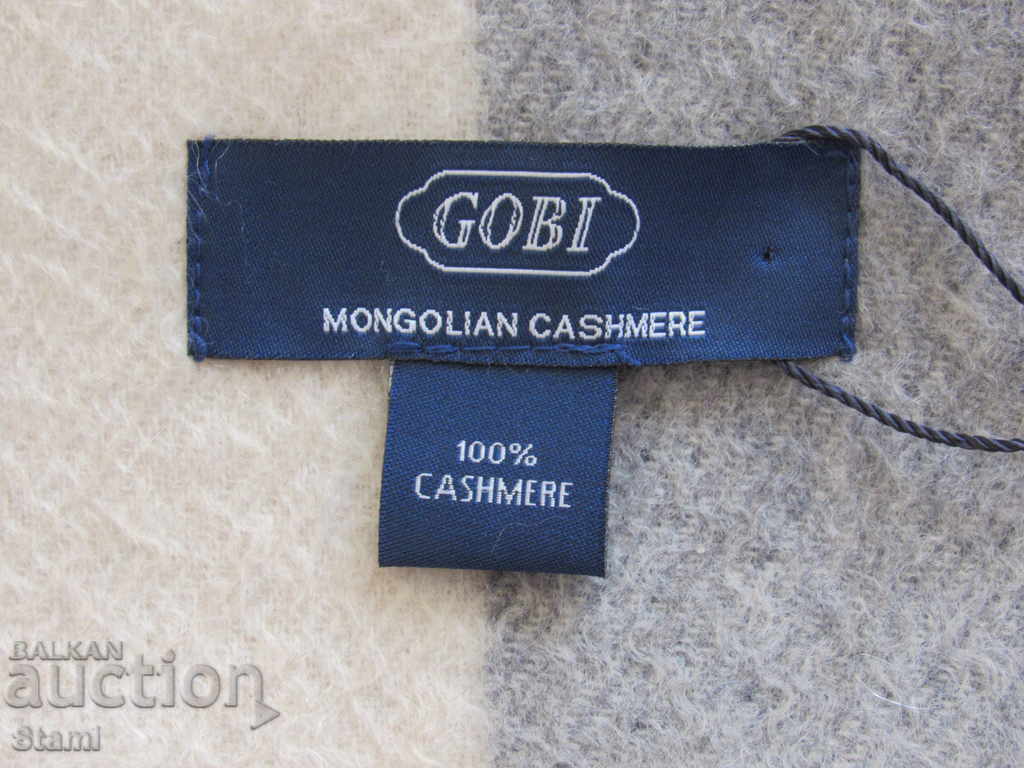 GOBI
MONGOLIAN CASHMERE
100%
CASHMERE
BALKAN
auction
Stami